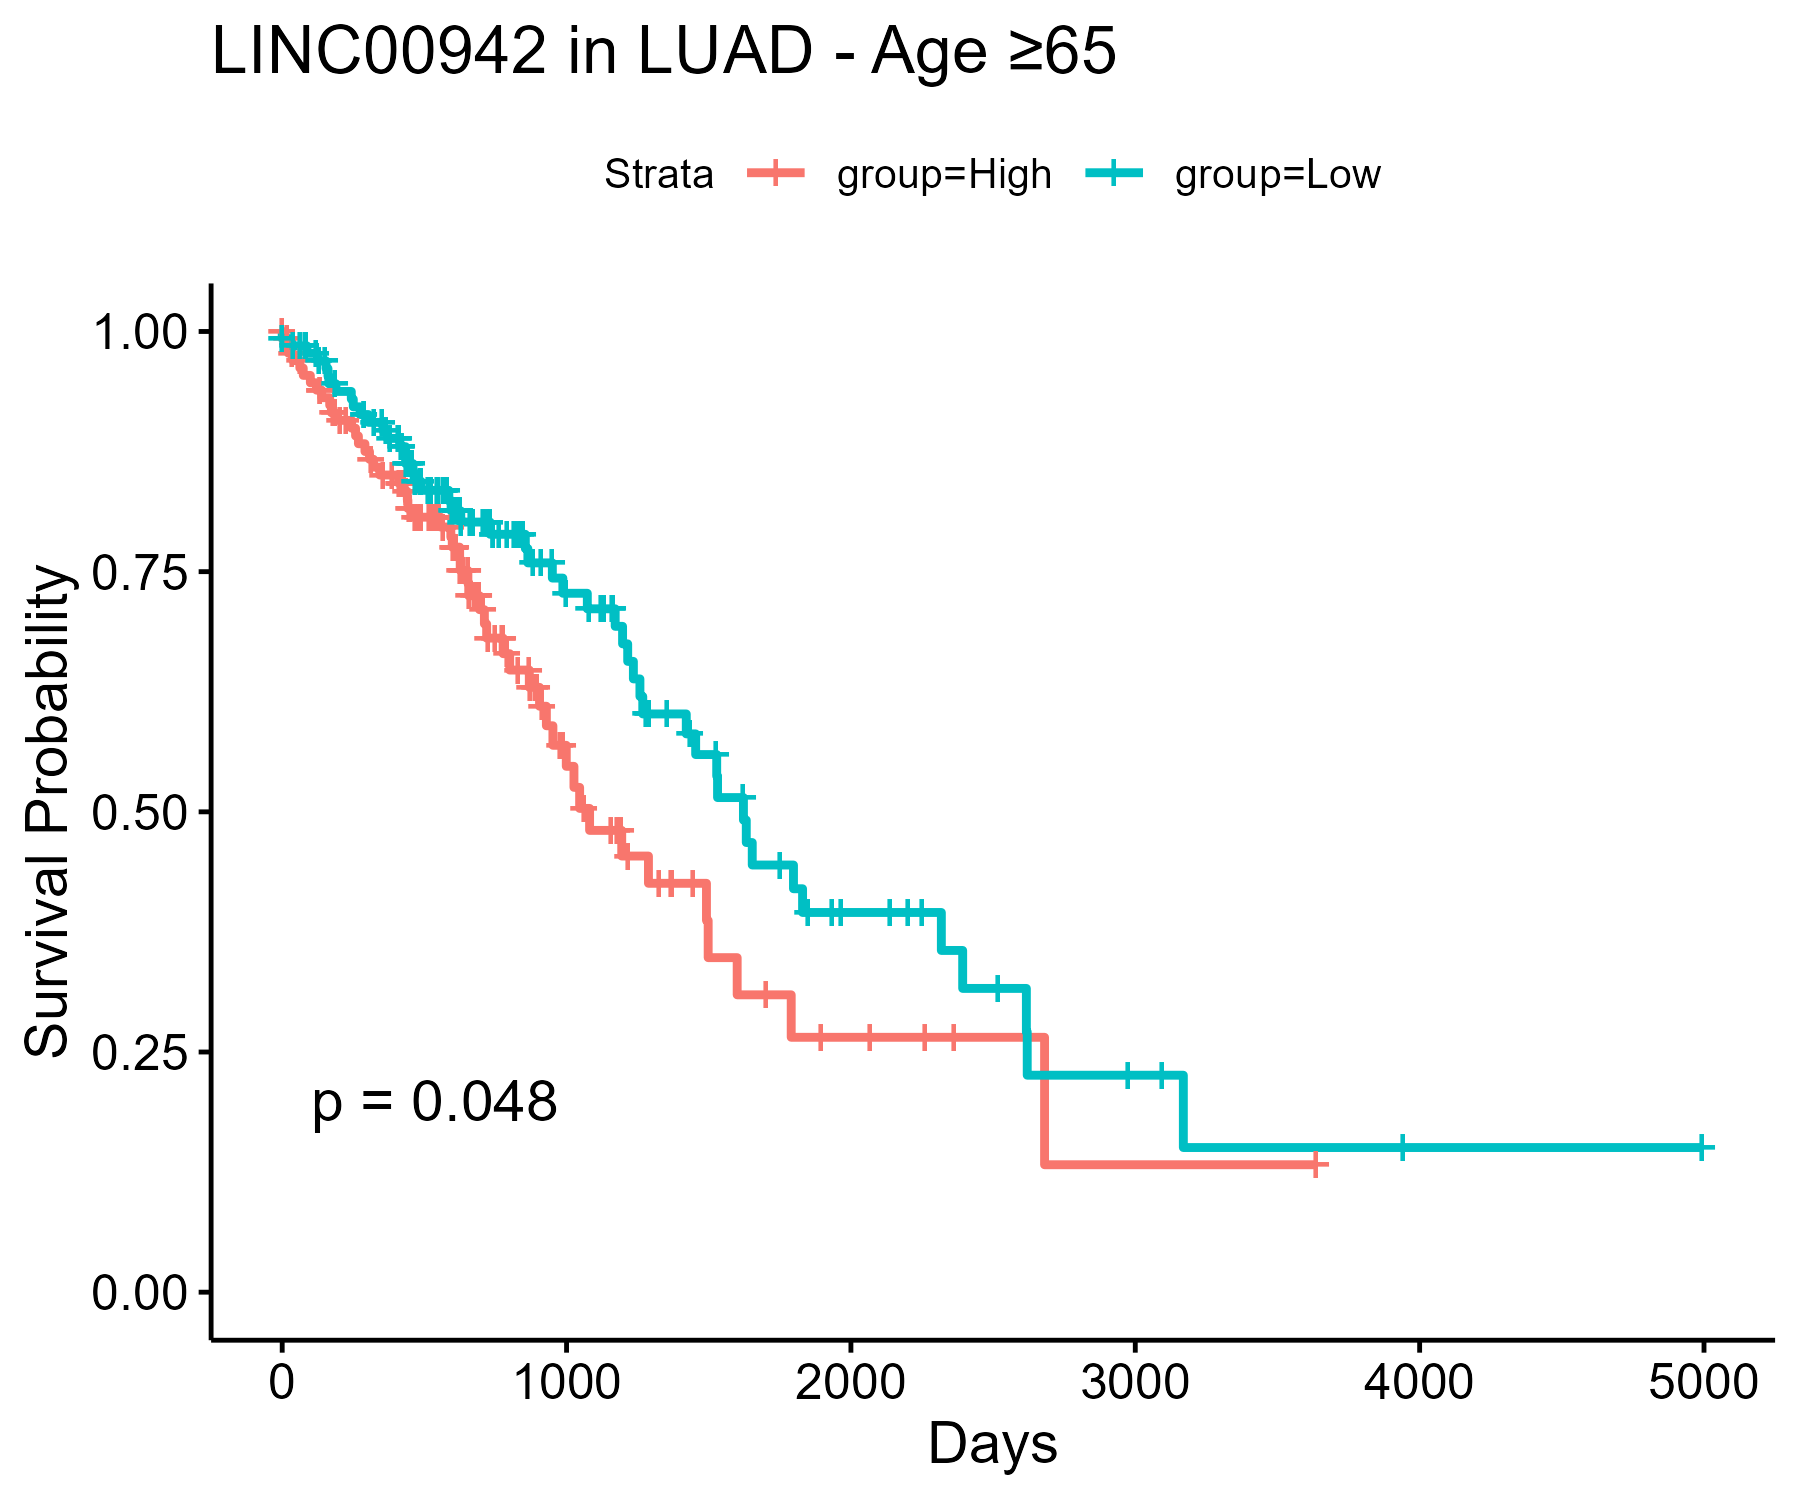 LINC00942 in LUAD - Age ≥65
Strata group=High group=Low
1.00
0.75
0.50
0.25
0.00
Survival Probability
p = 0.048
0 1000 2000 3000 4000 5000
Days